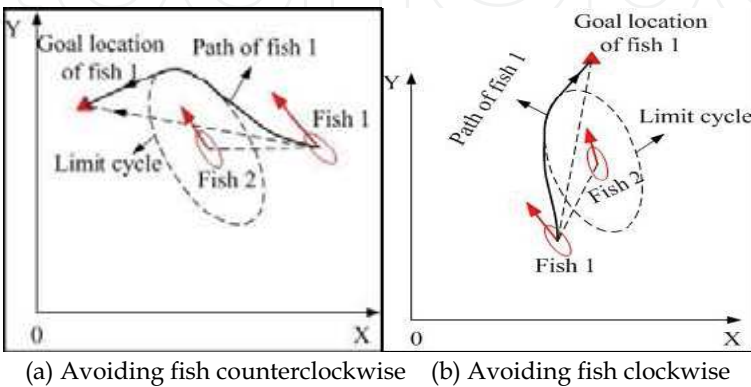 Y
Goal location
of fish 1
Path of fish 1
Fish 1
Limit cycle
Fish 2
0
X
Goal location
of fish 1
Y
Path of fish 1
Limit cycle
Fish 2
Fish 1
0
X
(a) Avoiding fish counterclockwise
(b) Avoiding fish clockwise